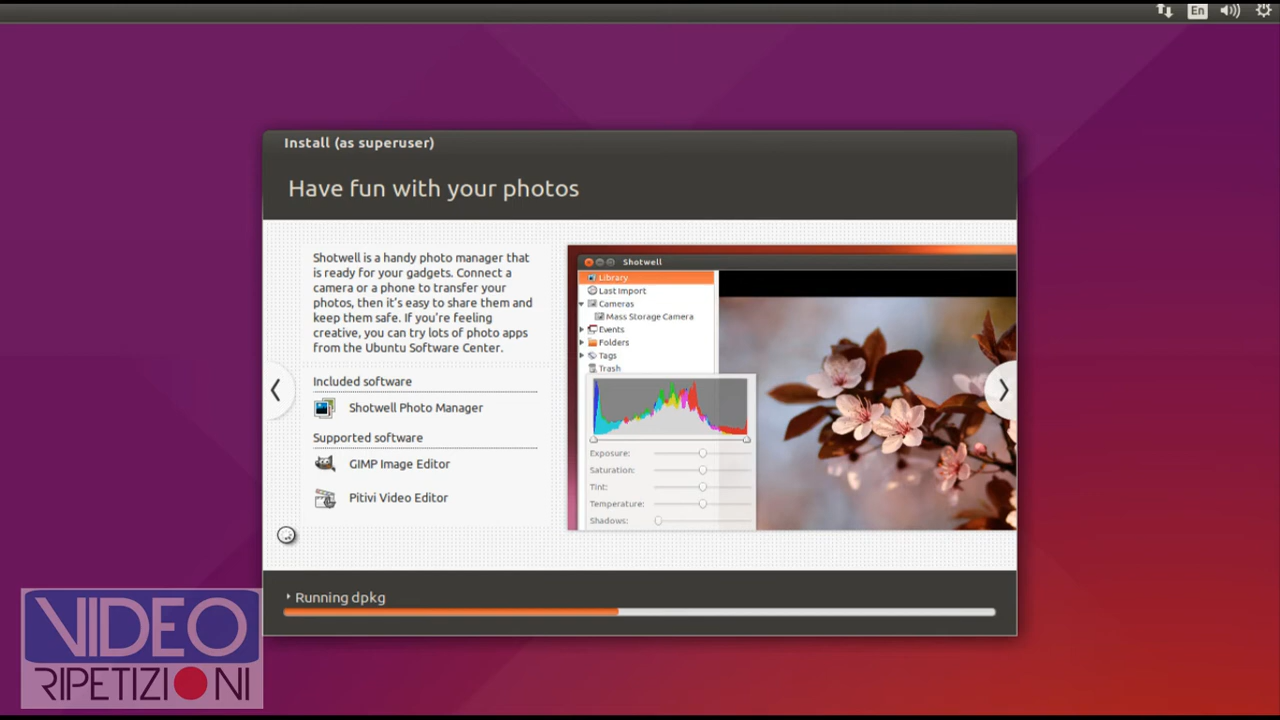 En
Install (as superuser)
Have fun with your photos
Shotwell is a handy photo manager that
is ready for your gadgets. Connect a
camera or a phone to transfer your
photos, then it’s easy to share them and
keep them safe. If you’re feeling
creative, you can try lots of photo apps
from the Ubuntu Software Center.
Included software
Shotwell Photo Manager
Supported software
GIMP Image Editor
Pitivi Video Editor
Shotwell
Library
Last Import
Cameras
Mass Storage Camera
Events
Folders
Tags
Trash
Exposure:
Saturation:
Tint:
Temperature:
Shadows:
Running dpkg
VIDEO
RIPETIZIONI